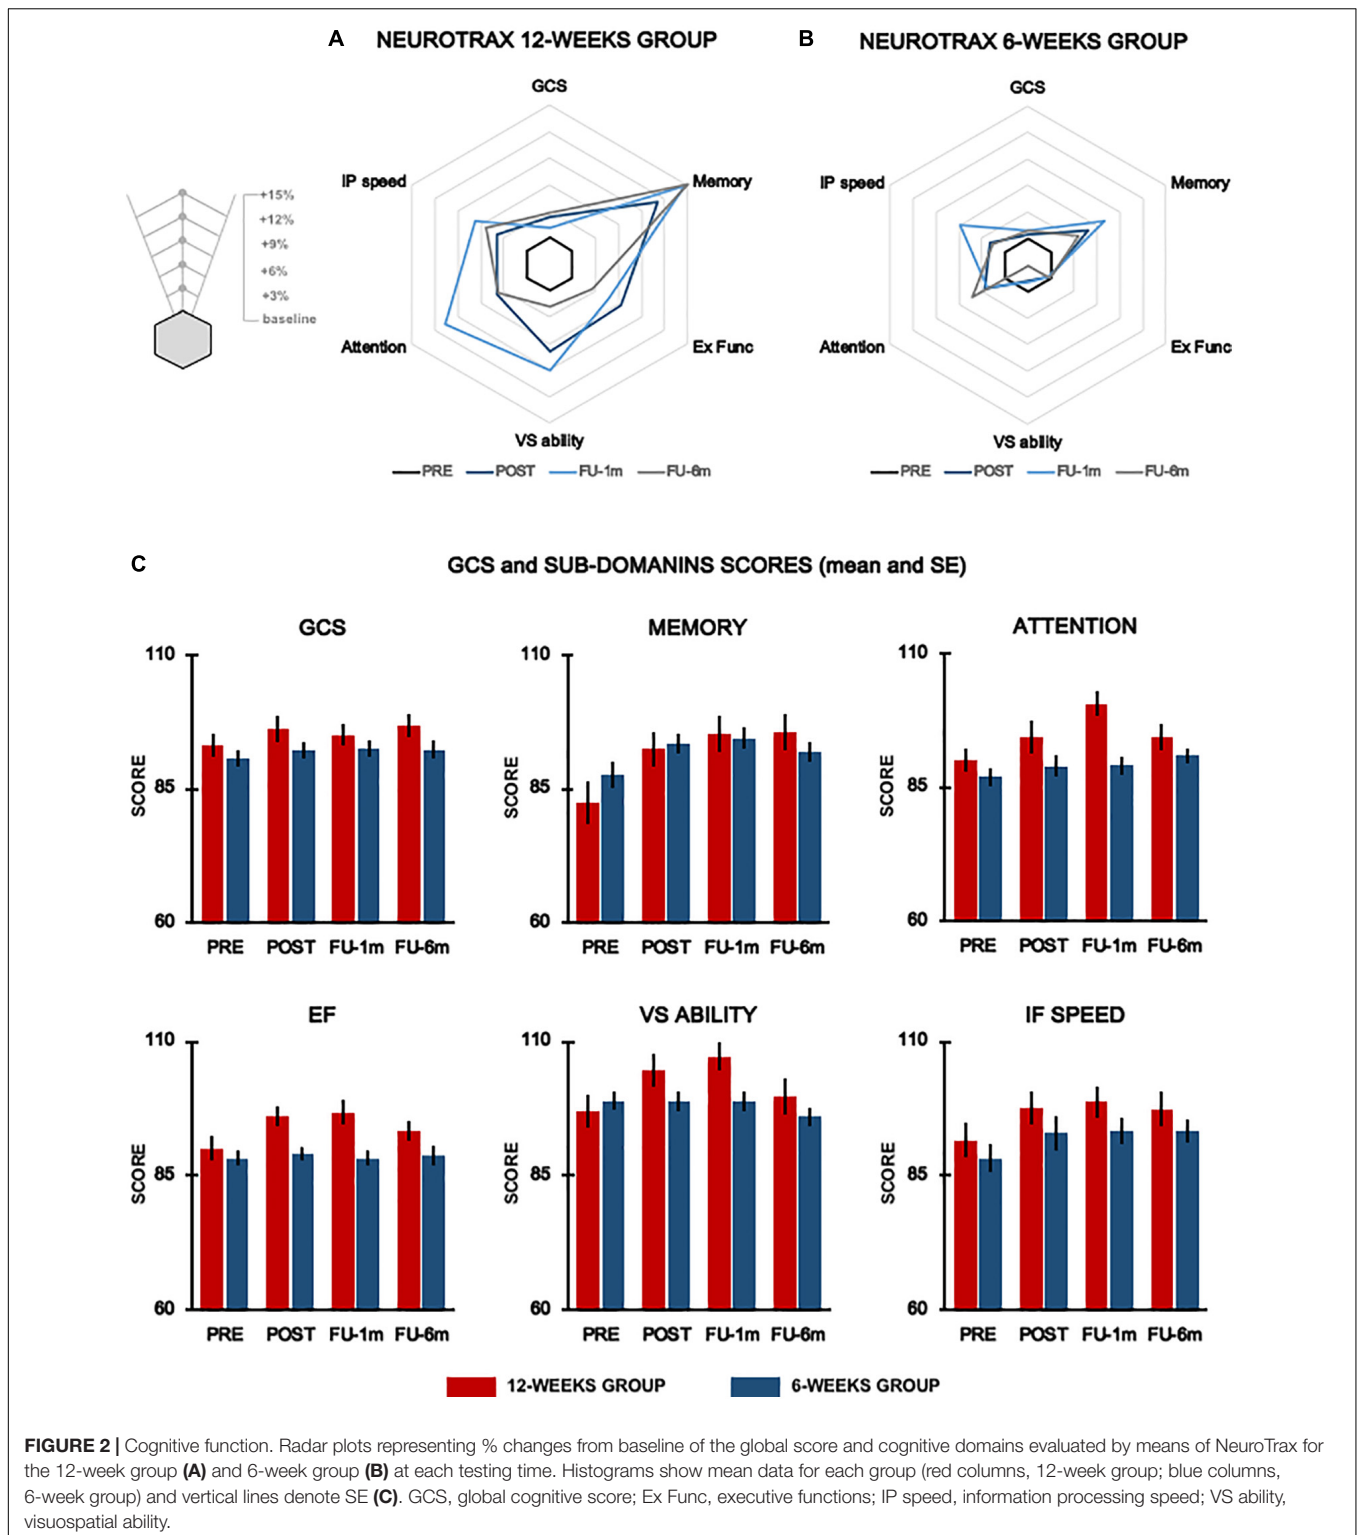 A NEUROTRAX 12-WEEKS GROUP
B NEUROTRAX 6-WEEKS GROUP
GCS
Memory
Ex Func
VS ability
Attention
IP speed
PRE POST FU-1m FU-6m
GCS
Memory
Ex Func
VS ability
Attention
IP speed
PRE POST FU-1m FU-6m
+15%
+12%
+9%
+6%
+3%
baseline
C GCS and SUB-DOMANINS SCORES (mean and SE)
GCS
110
85
60
SCORE
PRE POST FU-1m FU-6m
MEMORY
110
85
60
SCORE
PRE POST FU-1m FU-6m
ATTENTION
110
85
60
SCORE
PRE POST FU-1m FU-6m
EF
110
85
60
SCORE
PRE POST FU-1m FU-6m
VS ABILITY
110
85
60
SCORE
PRE POST FU-1m FU-6m
IF SPEED
110
85
60
SCORE
PRE POST FU-1m FU-6m
12-WEEKS GROUP 6-WEEKS GROUP
FIGURE 2 | Cognitive function. Radar plots representing % changes from baseline of the global score and cognitive domains evaluated by means of NeuroTrax for
the 12-week group (A) and 6-week group (B) at each testing time. Histograms show mean data for each group (red columns, 12-week group; blue columns,
6-week group) and vertical lines denote SE (C). GCS, global cognitive score; Ex Func, executive functions; IP speed, information processing speed; VS ability,
visuospatial ability.